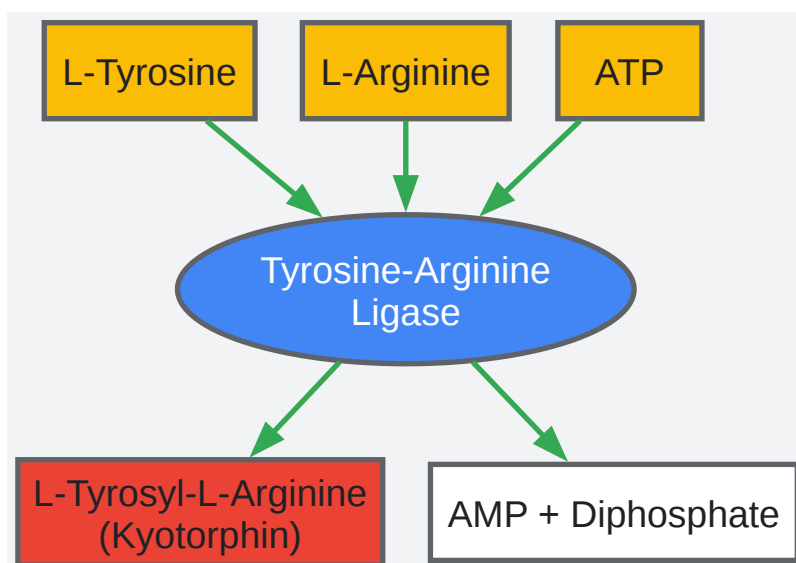 L-Tyrosine
L-Arginine
ATP
Tyrosine-Arginine
Ligase
L-Tyrosyl-L-Arginine
(Kyotorphin)
AMP + Diphosphate